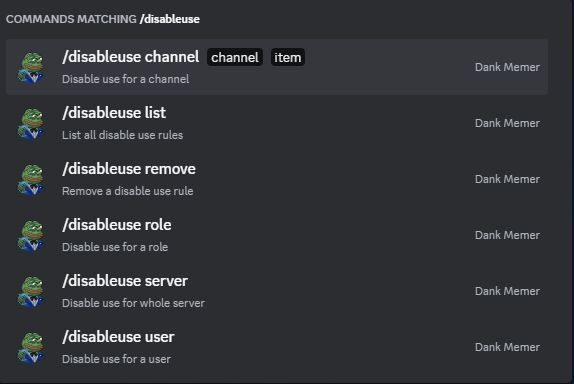 COMMANDS MATCHING /disableuse
/disableuse channel channel item
Disable use for a channel
Dank Memer
/disableuse list
List all disable use rules
Dank Memer
/disableuse remove
Remove a disable use rule
Dank Memer
/disableuse role
Disable use for a role
Dank Memer
/disableuse server
Disable use for whole server
Dank Memer
/disableuse user
Disable use for a user
Dank Memer